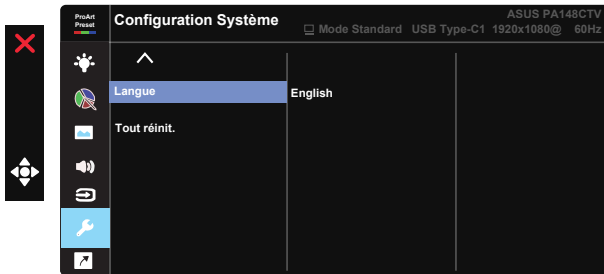 ProArt
Preset
Configuration Système
ASUS PA148CTV
Mode Standard USB Type-C1 1920x1080@ 60Hz
Langue
English
Tout réinit.